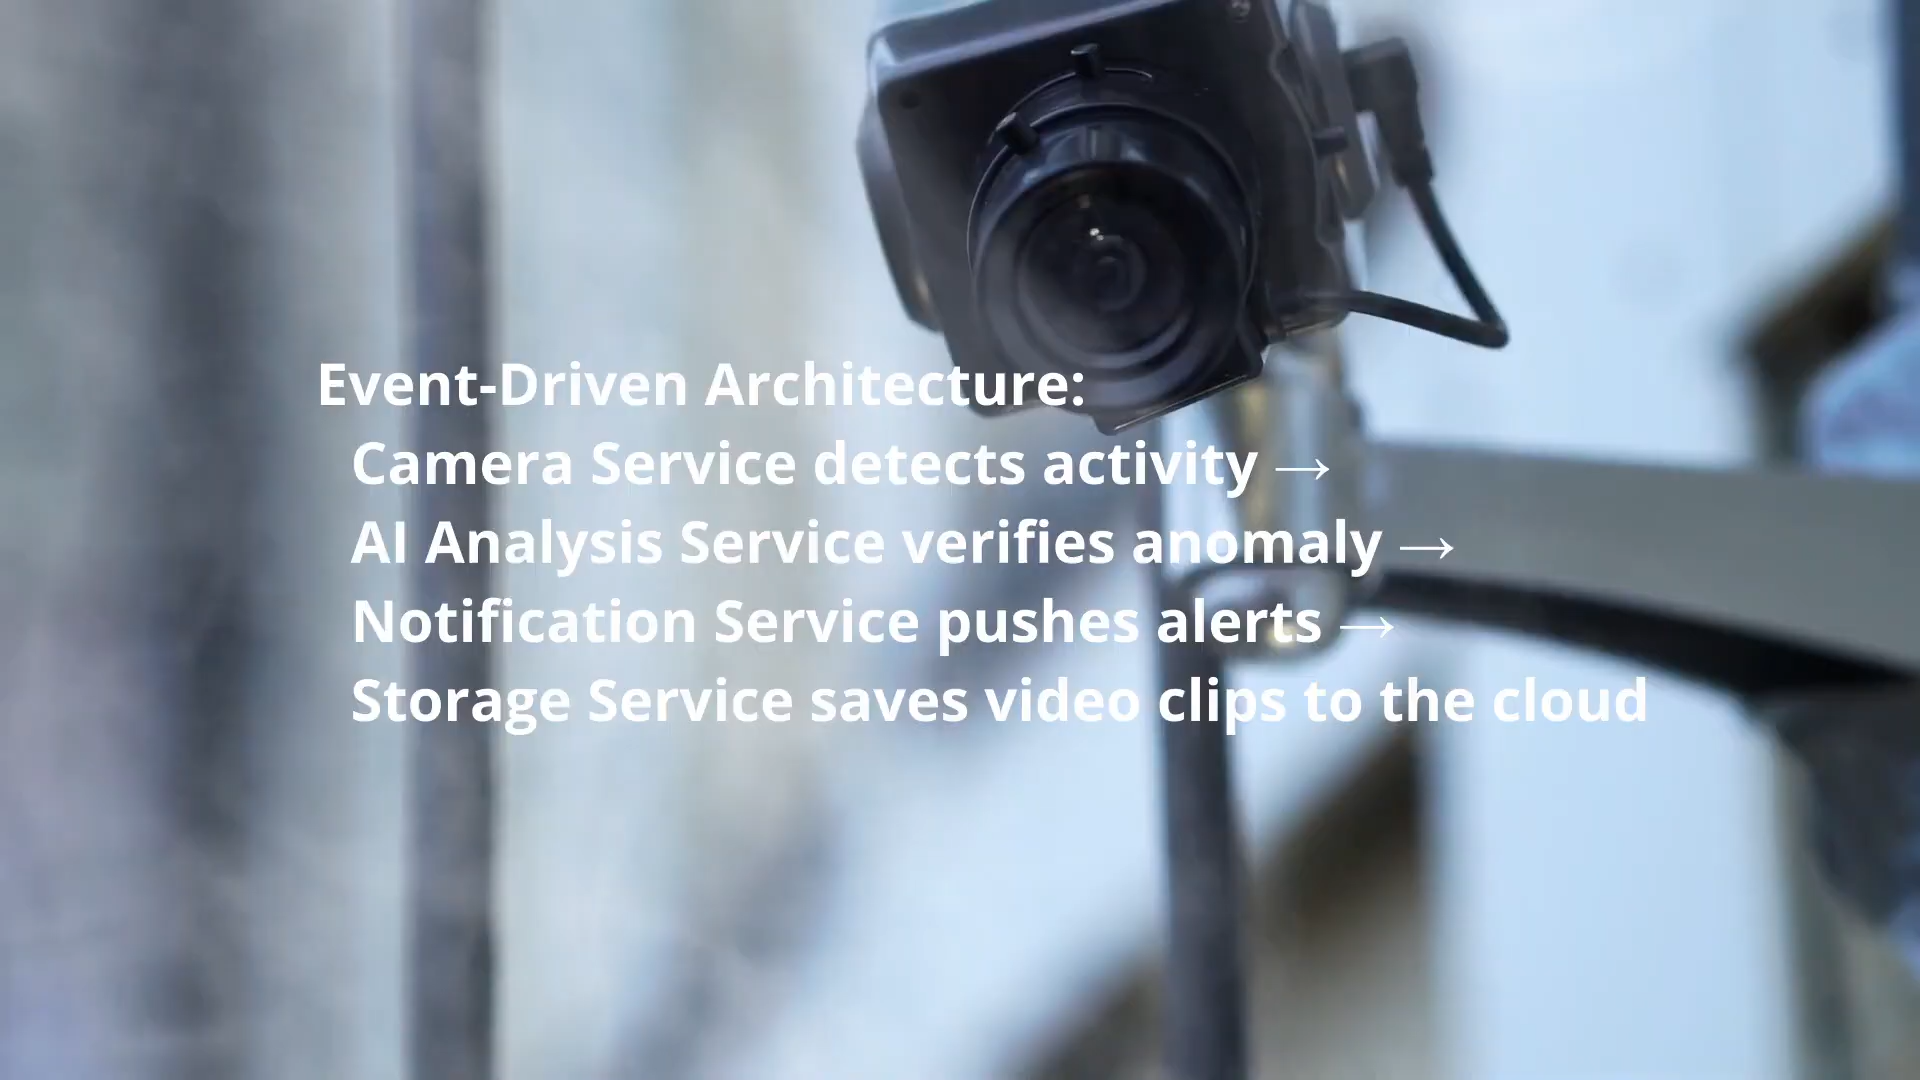 Event-Driven Architecture:
Camera Service detects activity →
AI Analysis Service verifies anomaly →
Notification Service pushes alerts →
Storage Service saves video clips to the cloud